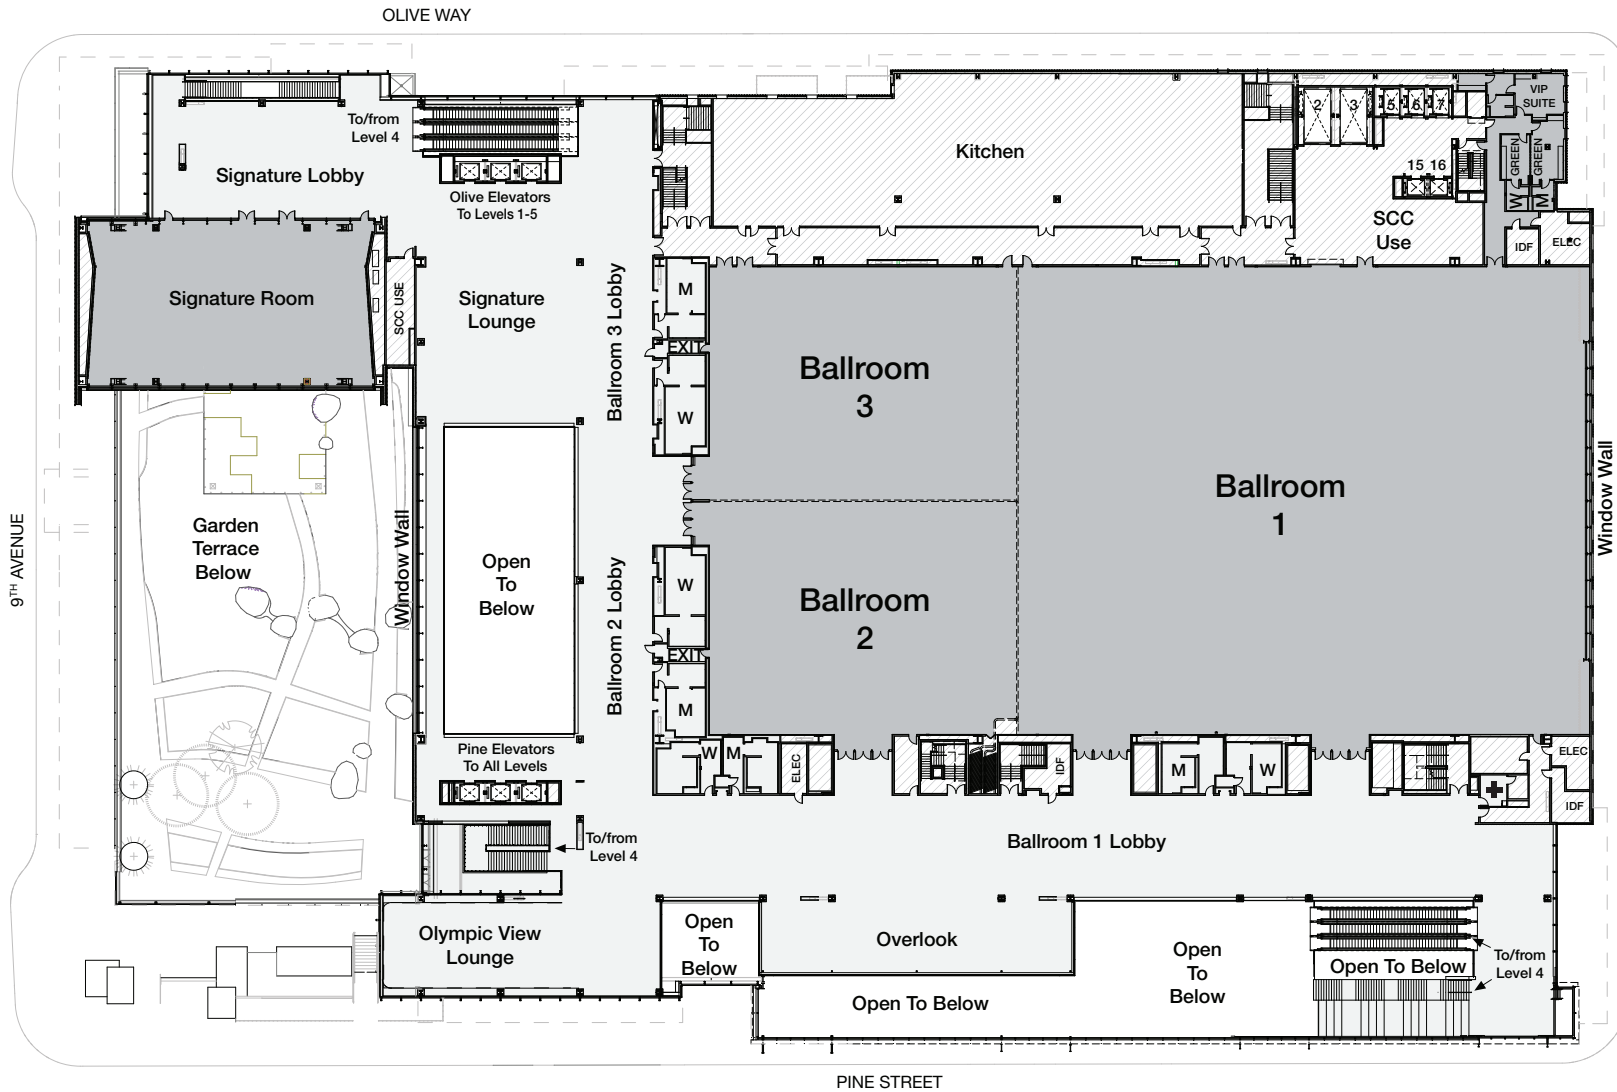 OLIVE WAY
To/from
Level 4
Signature Lobby
Olive Elevators
To Levels 1-5
Kitchen
2
3
5
6
7
15 16
SCC
Use
VIP
SUITE
GREEN
GREEN
W
M
IDF
ELEC
Signature Room
SCC USE
Signature
Lounge
Ballroom 3 Lobby
M
EXIT
W
Ballroom
3
Ballroom
1
Window Wall
9TH AVENUE
Garden
Terrace
Below
Window Wall
Open
To
Below
Ballroom 2 Lobby
W
EXIT
M
Ballroom
2
Pine Elevators
To All Levels
W
M
ELEC
IDF
M
W
ELEC
IDF
To/from
Level 4
Ballroom 1 Lobby
Olympic View
Lounge
Open
To
Below
Overlook
Open To Below
Open
To
Below
Open To Below
To/from
Level 4
PINE STREET